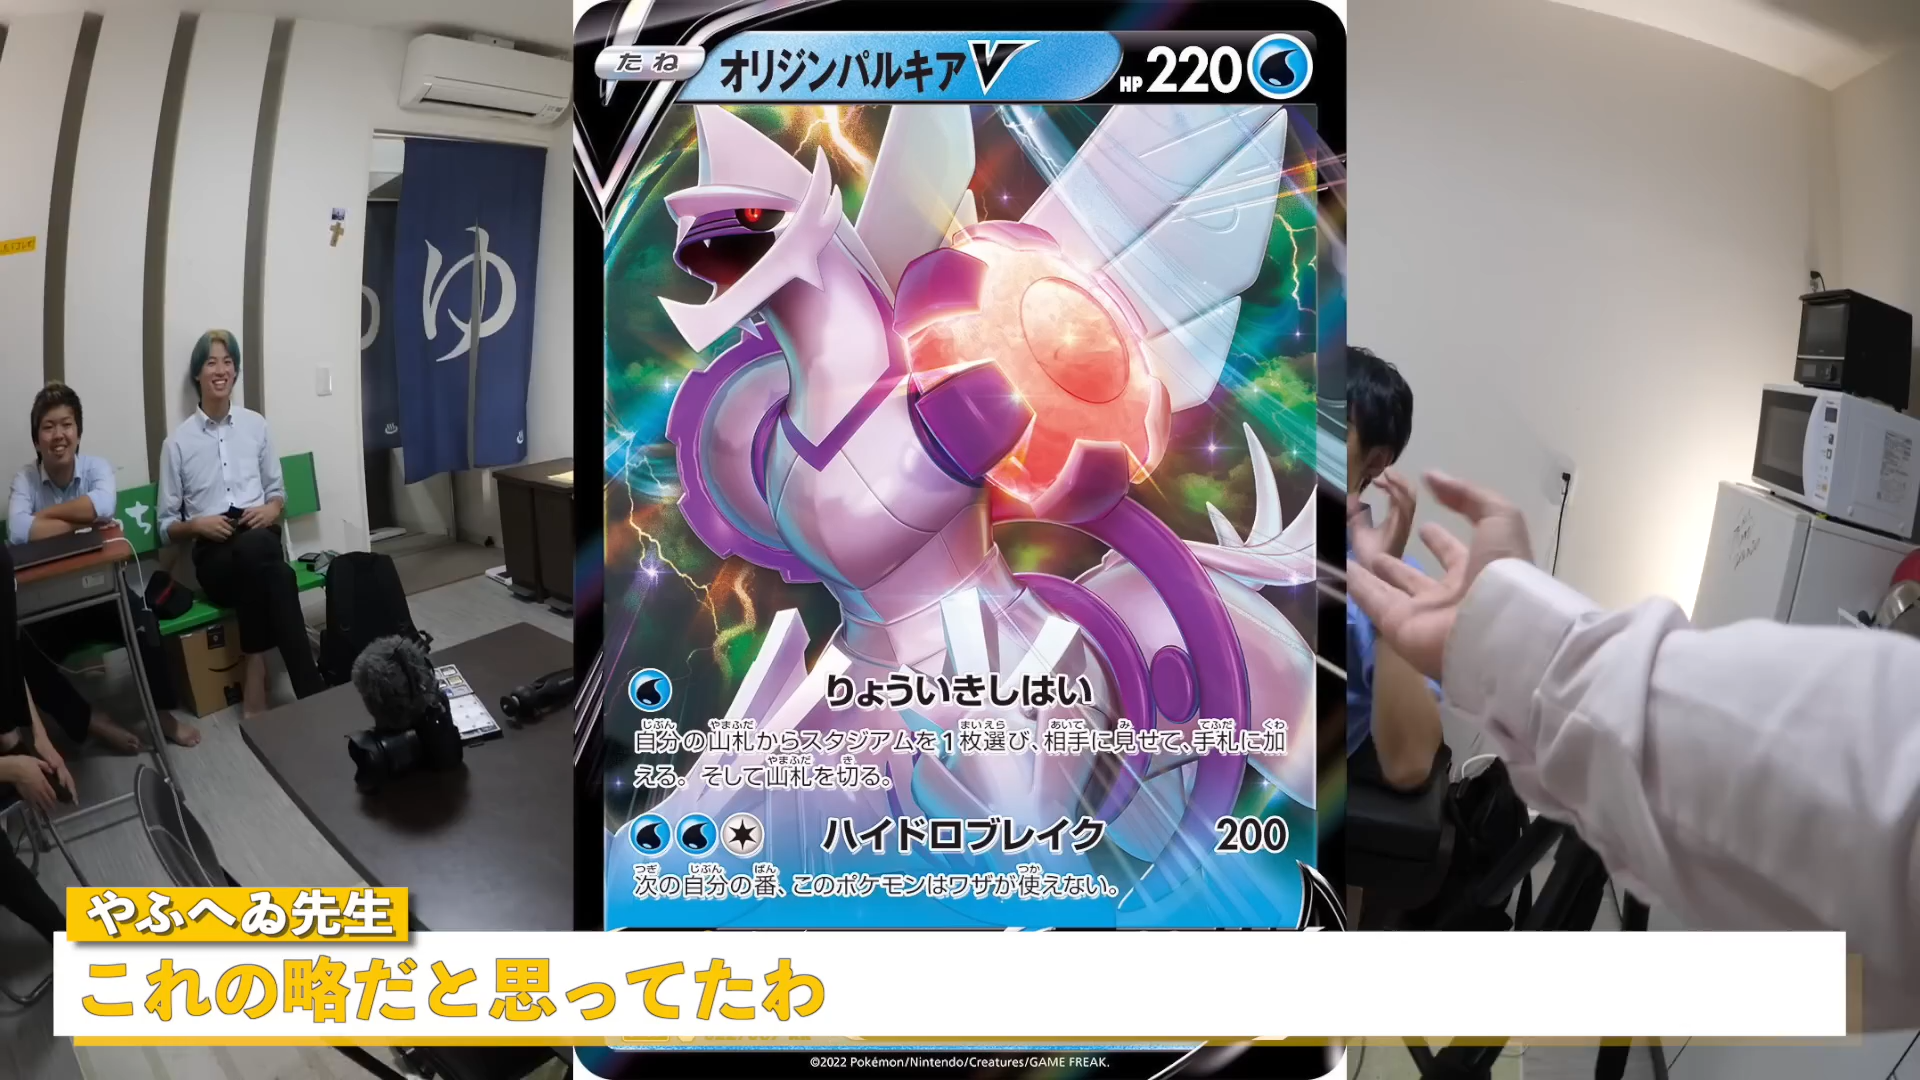 たね オリジンパルキアV HP220
ゆ
ち
りょういきしはい
自分の山札からスタジアムを1枚選び、相手に見せて、手札に加
える。そして山札を切る。
ハイドロブレイク 200
次の自分の番、このポケモンはワザが使えない。
やふへゐ先生
これの略だと思ってたわ
©2022 Pokémon/Nintendo/Creatures/GAME FREAK.